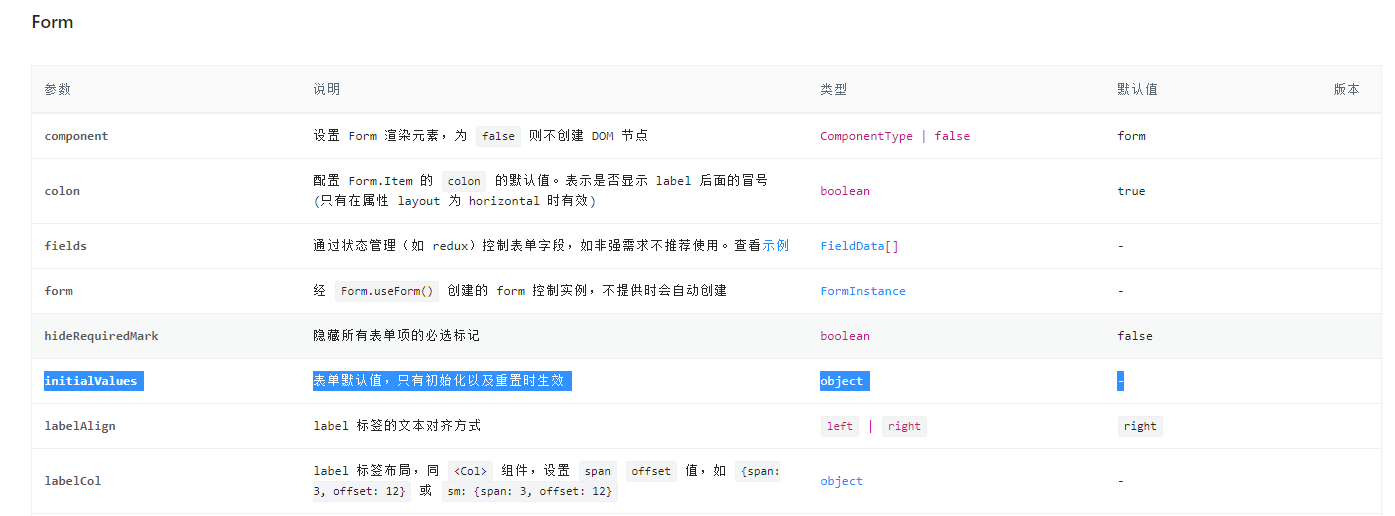 Form
参数 说明 类型 默认值 版本
component 设置 Form 渲染元素，为 false 则不创建 DOM 节点 ComponentType | false form
colon 配置 Form.Item 的 colon 的默认值。表示是否显示 label 后面的冒号
(只有在属性 layout 为 horizontal 时有效) boolean true
fields 通过状态管理（如 redux）控制表单字段，如非强需求不推荐使用。查看示例 FieldData[] -
form 经 Form.useForm() 创建的 form 控制实例，不提供时会自动创建 FormInstance -
hideRequiredMark 隐藏所有表单项的必选标记 boolean false
initialValues 表单默认值，只有初始化以及重置时生效 object -
labelAlign label 标签的文本对齐方式 left | right right
labelCol label 标签布局，同 <Col> 组件，设置 span offset 值，如 {span:
3, offset: 12} 或 sm: {span: 3, offset: 12} object -